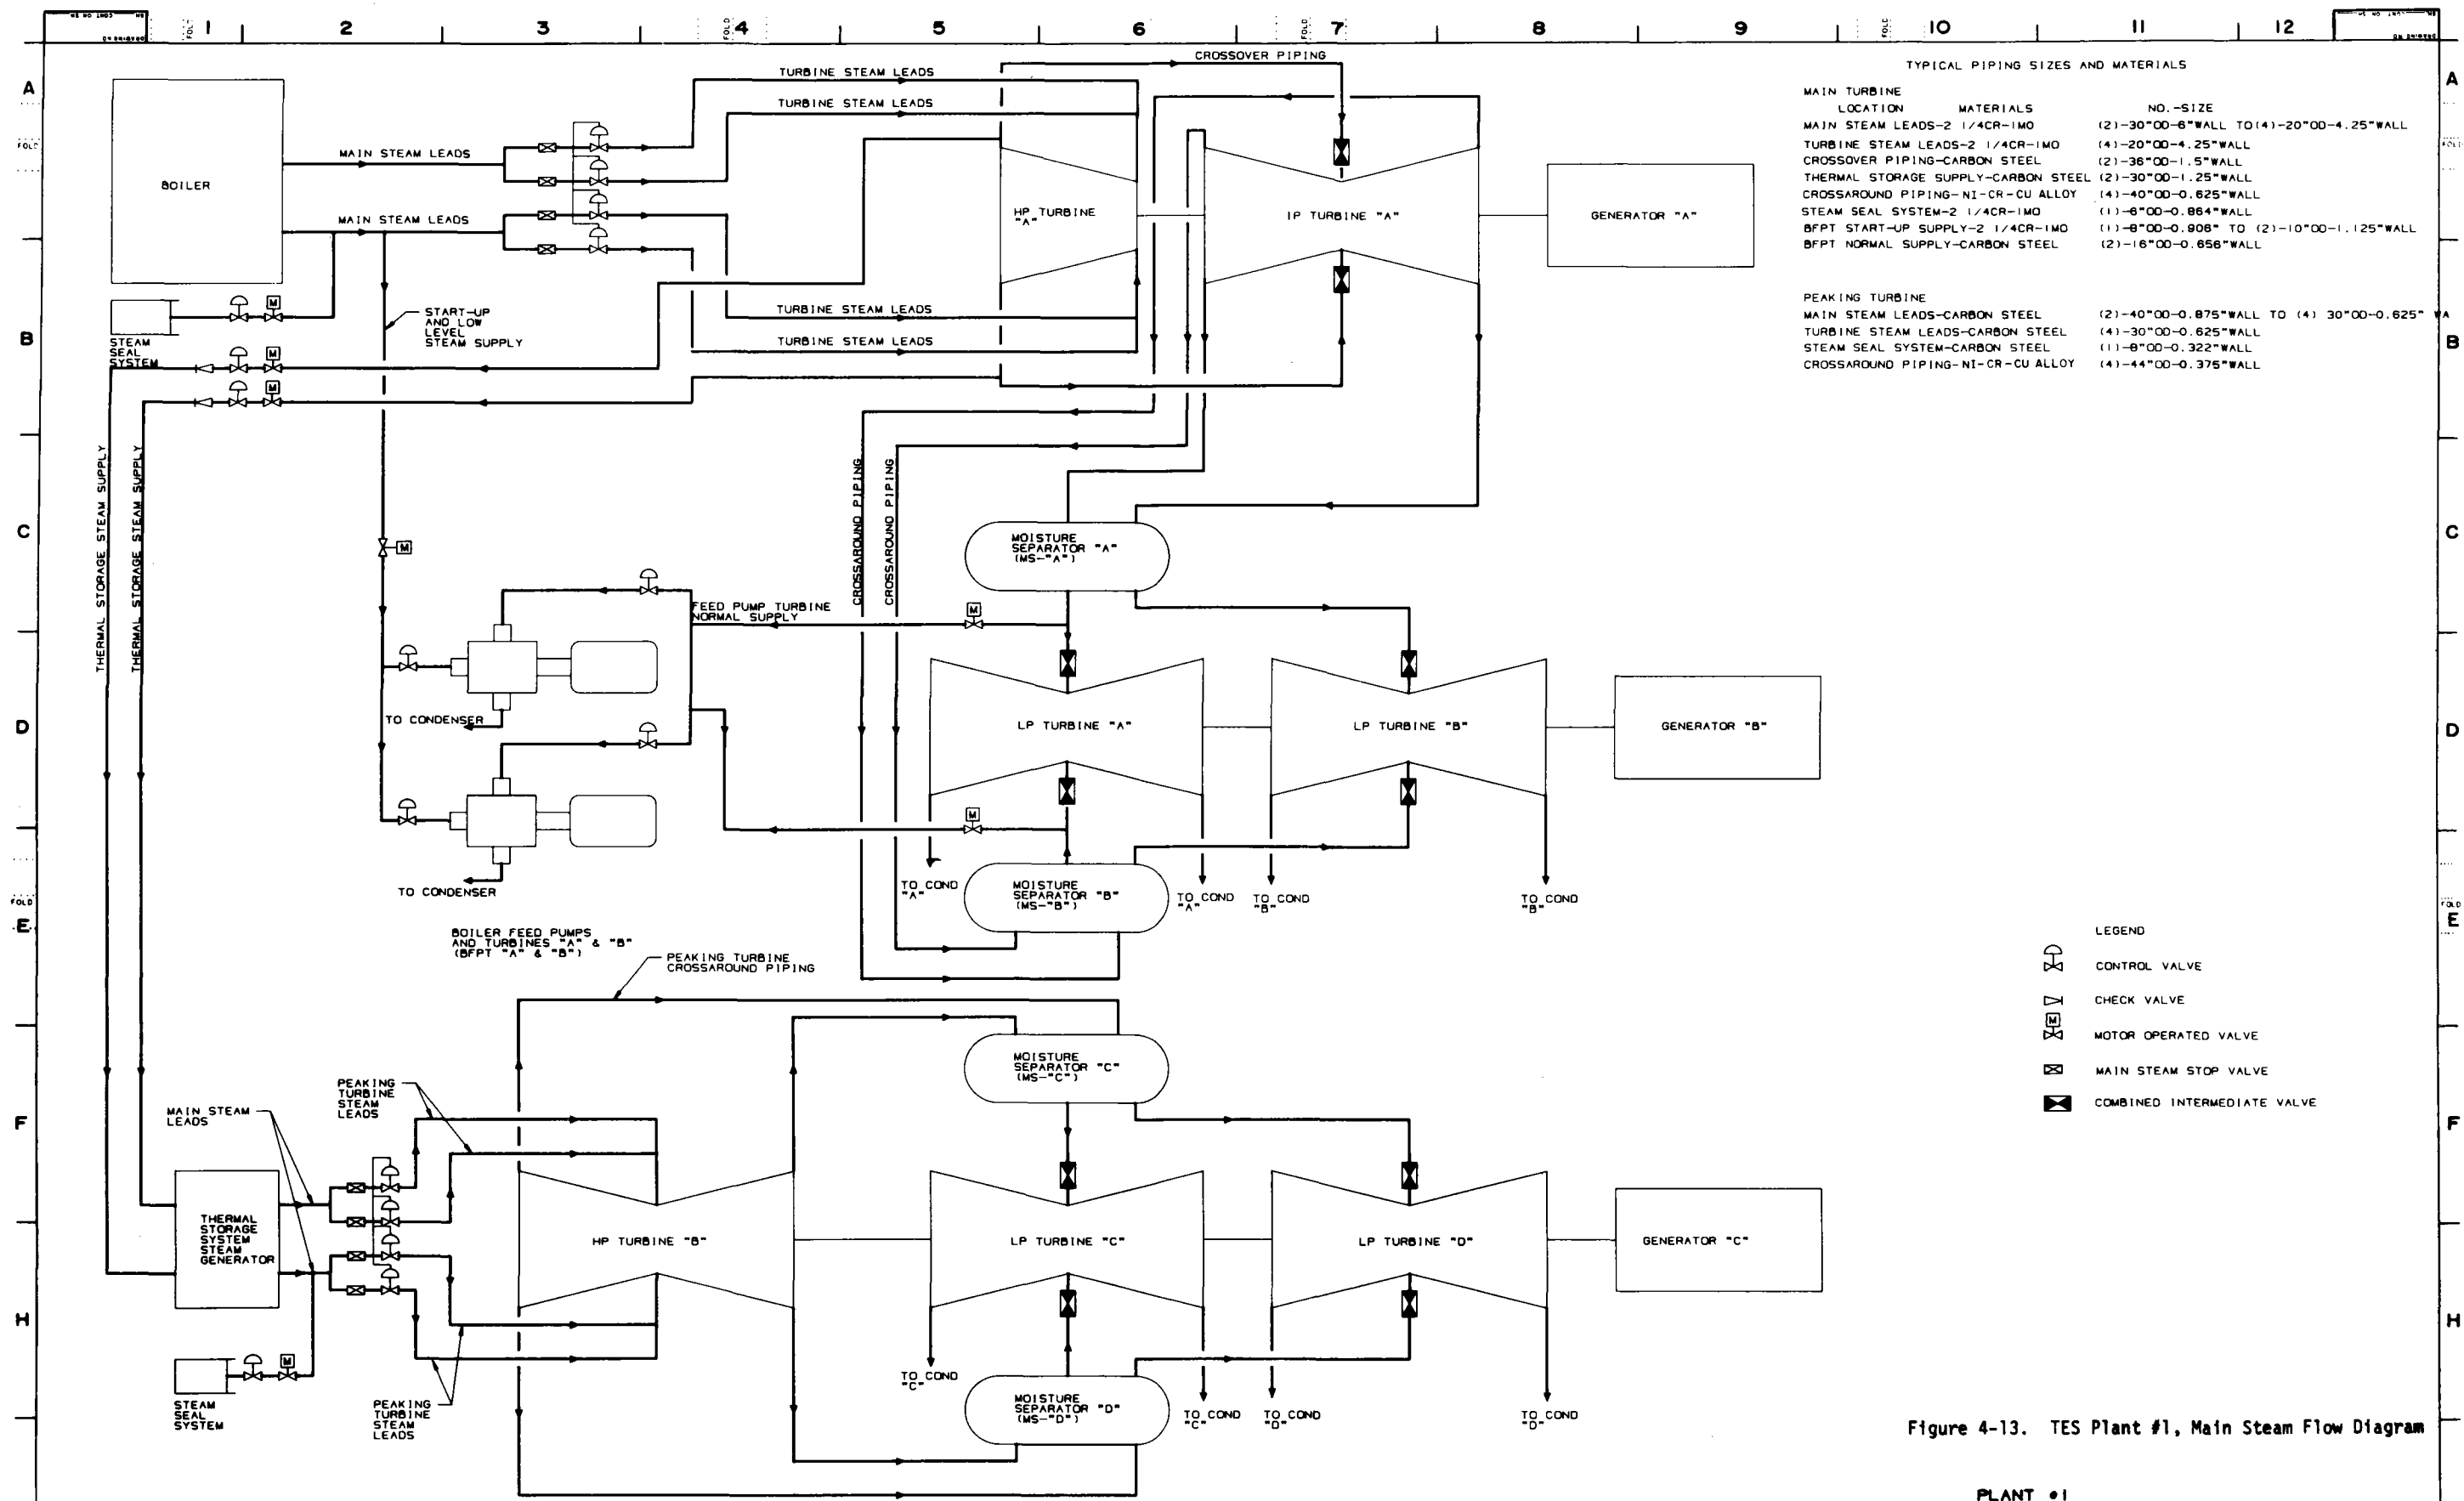 1 2 3 4 5 6 7 8 9 10 11 12
FOLD FOLD FOLD FOLD FOLD
A A
B B
C C
D D
E E
F F
H H
FOLD
FOLD
FOLD
BOILER
MAIN STEAM LEADS
MAIN STEAM LEADS
TURBINE STEAM LEADS
TURBINE STEAM LEADS
CROSSOVER PIPING
HP TURBINE
"A"
IP TURBINE "A"
GENERATOR "A"
TURBINE STEAM LEADS
TURBINE STEAM LEADS
M
STEAM
SEAL
SYSTEM
M
M
START-UP
AND LOW
LEVEL
STEAM SUPPLY
TYPICAL PIPING SIZES AND MATERIALS
MAIN TURBINE
LOCATION MATERIALS NO.-SIZE
MAIN STEAM LEADS-2 1/4CR-1MO (2)-30"OD-6"WALL TO(4)-20"OD-4.25"WALL
TURBINE STEAM LEADS-2 1/4CR-1MO (4)-20"OD-4.25"WALL
CROSSOVER PIPING-CARBON STEEL (2)-36"OD-1.5"WALL
THERMAL STORAGE SUPPLY-CARBON STEEL (2)-30"OD-1.25"WALL
CROSSAROUND PIPING-NI-CR-CU ALLOY (4)-40"OD-0.625"WALL
STEAM SEAL SYSTEM-2 1/4CR-1MO (1)-6"OD-0.864"WALL
BFPT START-UP SUPPLY-2 1/4CR-1MO (1)-8"OD-0.906" TO (2)-10"OD-1.125"WALL
BFPT NORMAL SUPPLY-CARBON STEEL (2)-16"OD-0.656"WALL
PEAKING TURBINE
MAIN STEAM LEADS-CARBON STEEL (2)-40"OD-0.875"WALL TO (4) 30"OD-0.625" WA
TURBINE STEAM LEADS-CARBON STEEL (4)-30"OD-0.625"WALL
STEAM SEAL SYSTEM-CARBON STEEL (1)-8"OD-0.322"WALL
CROSSAROUND PIPING-NI-CR-CU ALLOY (4)-44"OD-0.375"WALL
THERMAL STORAGE STEAM SUPPLY
THERMAL STORAGE STEAM SUPPLY
CROSSAROUND PIPING
CROSSAROUND PIPING
M
MOISTURE
SEPARATOR "A"
(MS-"A")
FEED PUMP TURBINE
NORMAL SUPPLY
M
TO CONDENSER
LP TURBINE "A"
LP TURBINE "B"
GENERATOR "B"
M
TO CONDENSER
TO COND
"A"
MOISTURE
SEPARATOR "B"
(MS-"B")
TO COND
"A"
TO COND
"B"
TO COND
"B"
BOILER FEED PUMPS
AND TURBINES "A" & "B"
(BFPT "A" & "B")
PEAKING TURBINE
CROSSAROUND PIPING
LEGEND
CONTROL VALVE
CHECK VALVE
M
MOTOR OPERATED VALVE
MAIN STEAM STOP VALVE
COMBINED INTERMEDIATE VALVE
MOISTURE
SEPARATOR "C"
(MS-"C")
MAIN STEAM
LEADS
PEAKING
TURBINE
STEAM
LEADS
THERMAL
STORAGE
SYSTEM
STEAM
GENERATOR
HP TURBINE "B"
LP TURBINE "C"
LP TURBINE "D"
GENERATOR "C"
M
STEAM
SEAL
SYSTEM
PEAKING
TURBINE
STEAM
LEADS
TO COND
"C"
MOISTURE
SEPARATOR "D"
(MS-"D")
TO COND
"C"
TO COND
"D"
TO COND
"D"
Figure 4-13. TES Plant #1, Main Steam Flow Diagram
PLANT #1